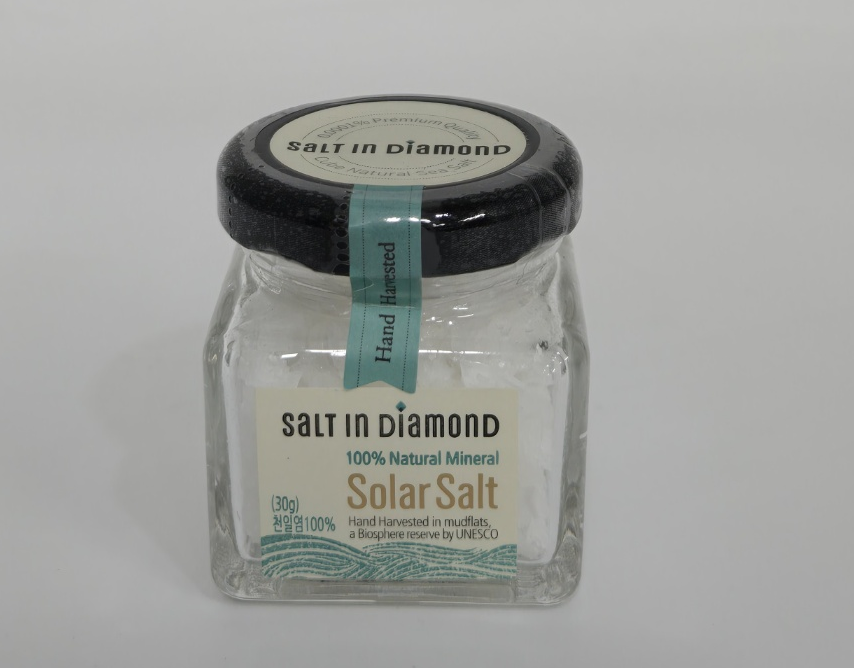 0.0001% Premium Quality
SALT IN DIAMOND
Cube Natural Sea Salt
Hand Harvested
SALT IN DIAMOND
100% Natural Mineral
Solar Salt
(30g)
천일염100%
Hand Harvested in mudflats,
a Biosphere reserve by UNESCO